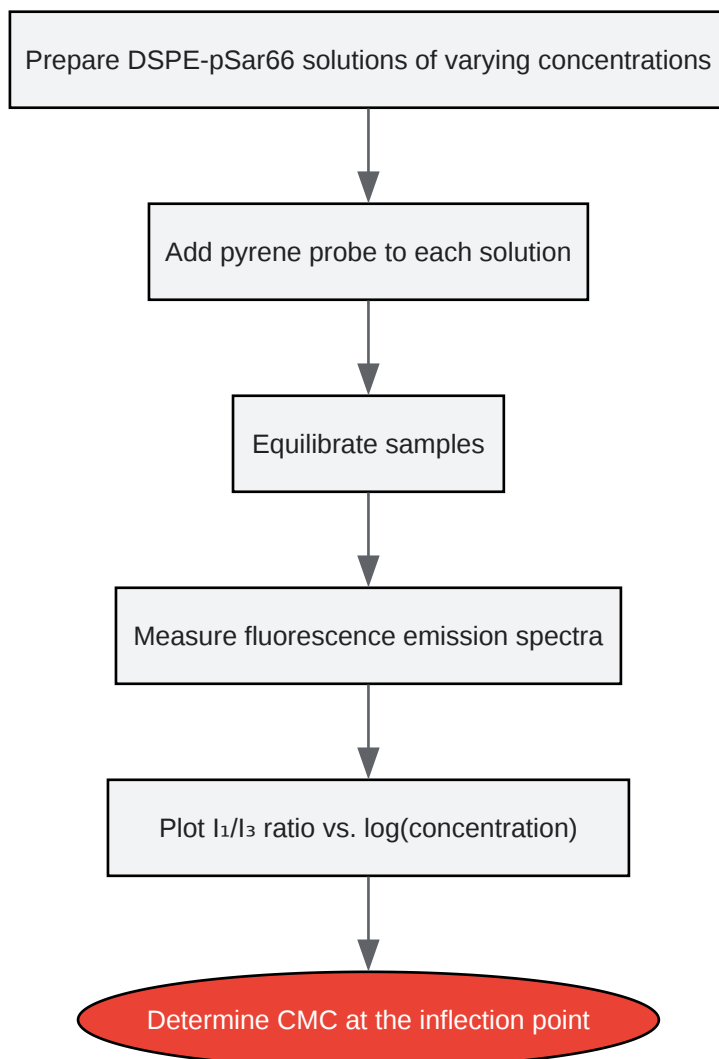 Prepare DSPE-pSar66 solutions of varying concentrations
Add pyrene probe to each solution
Equilibrate samples
Measure fluorescence emission spectra
Plot I₁/I₃ ratio vs. log(concentration)
Determine CMC at the inflection point